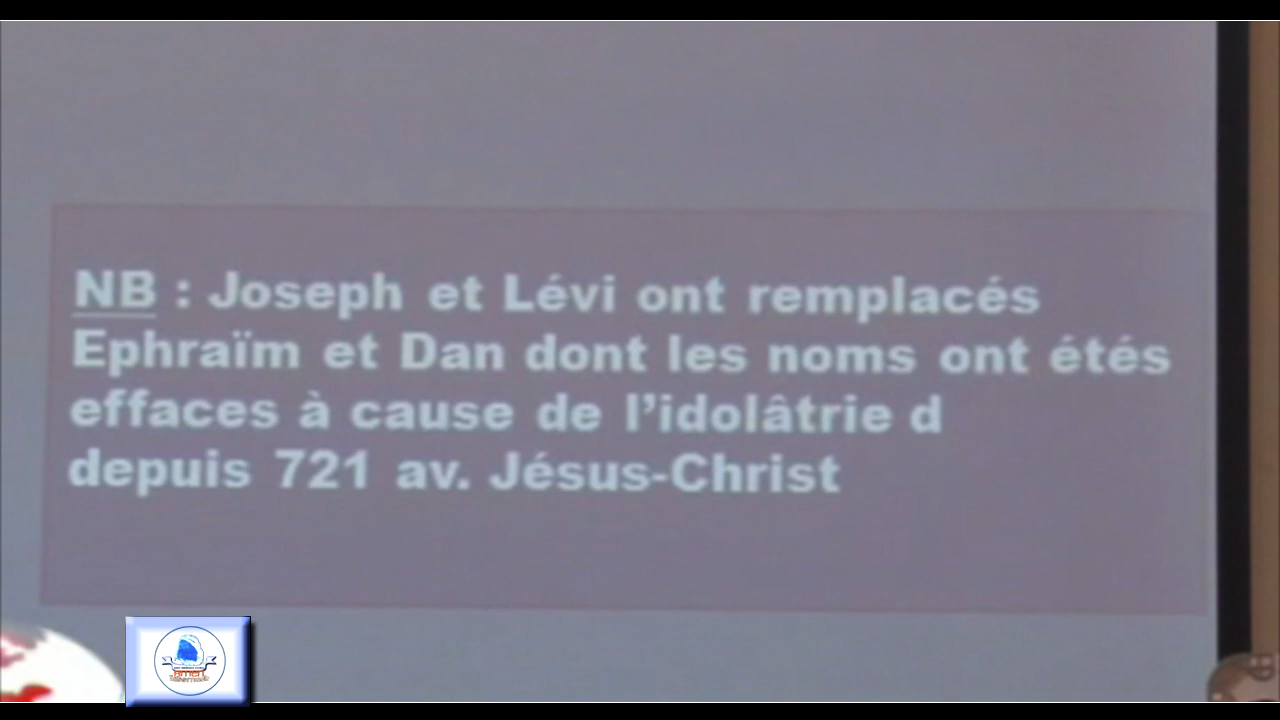 NB : Joseph et Lévi ont remplacés
Ephraïm et Dan dont les noms ont étés
effaces à cause de l’idolâtrie d
depuis 721 av. Jésus-Christ